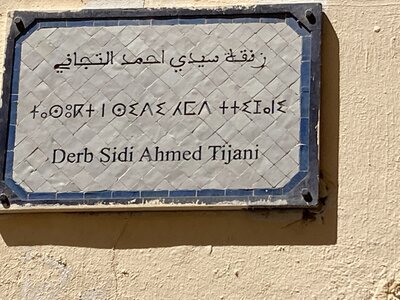 زنقة سيدي احمد التجاني
ⵜⴰⵙⵓⴽⵜ ⵏ ⵙⵉⴷⵉ ⵃⵎⴷ ⵜⵜⵉⵊⴰⵏⵉ
Derb Sidi Ahmed Tijani